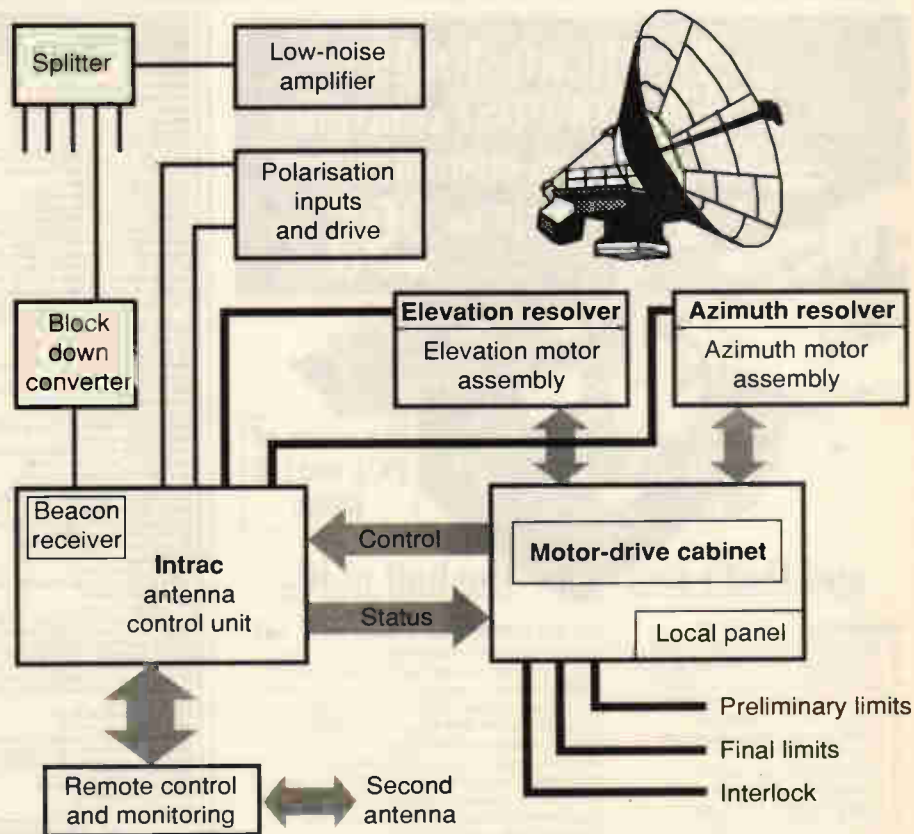 Splitter
Low-noise
amplifier
Polarisation
inputs
and drive
Block
down
converter
Elevation resolver
Elevation motor
assembly
Azimuth resolver
Azimuth motor
assembly
Beacon
receiver
Intrac
antenna
control unit
Control
Status
Motor-drive cabinet
Local panel
Preliminary limits
Final limits
Interlock
Remote control
and monitoring
Second
antenna